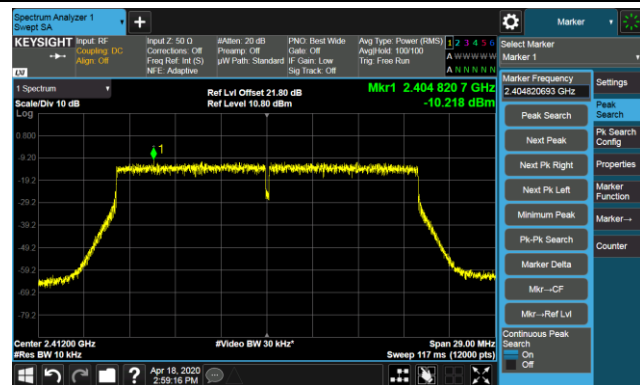 Spectrum Analyzer 1
Swept SA
Marker
KEYSIGHT
Input: RF
Coupling: DC
Align: Off
Input Z: 50 Ω
Corrections: Off
Freq Ref: Int (S)
NFE: Adaptive
#Atten: 20 dB
Preamp: Off
µW Path: Standard
PNO: Best Wide
Gate: Off
IF Gain: Low
Sig Track: Off
Avg Type: Power (RMS)
Avg|Hold: 100/100
Trig: Free Run
1 2 3 4 5 6
A W W W W W
A N N N N N
LXI
Select Marker
Marker 1
1 Spectrum
Scale/Div 10 dB
Log
Ref Lvl Offset 21.80 dB
Ref Level 10.80 dBm
Mkr1 2.404 820 7 GHz
-10.218 dBm
1
0.800
-9.20
-19.2
-29.2
-39.2
-49.2
-59.2
-69.2
-79.2
Center 2.41200 GHz
#Res BW 10 kHz
#Video BW 30 kHz*
Span 29.00 MHz
Sweep 117 ms (12000 pts)
Marker Frequency
2.404820693 GHz
Peak Search
Next Peak
Next Pk Right
Next Pk Left
Minimum Peak
Pk-Pk Search
Marker Delta
Mkr→CF
Mkr→Ref Lvl
Continuous Peak
Search
On
Off
Settings
Peak
Search
Pk Search
Config
Properties
Marker
Function
Marker→
Counter
?
Apr 18, 2020
2:59:16 PM